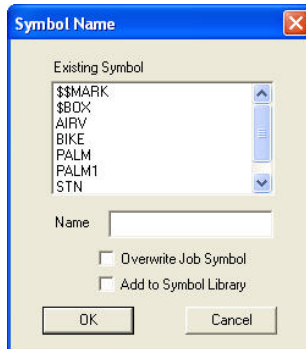 Symbol Name
Existing Symbol
$$MARK
$BOX
AIRV
BIKE
PALM
PALM1
STN
Name
Overwrite Job Symbol
Add to Symbol Library
OK
Cancel